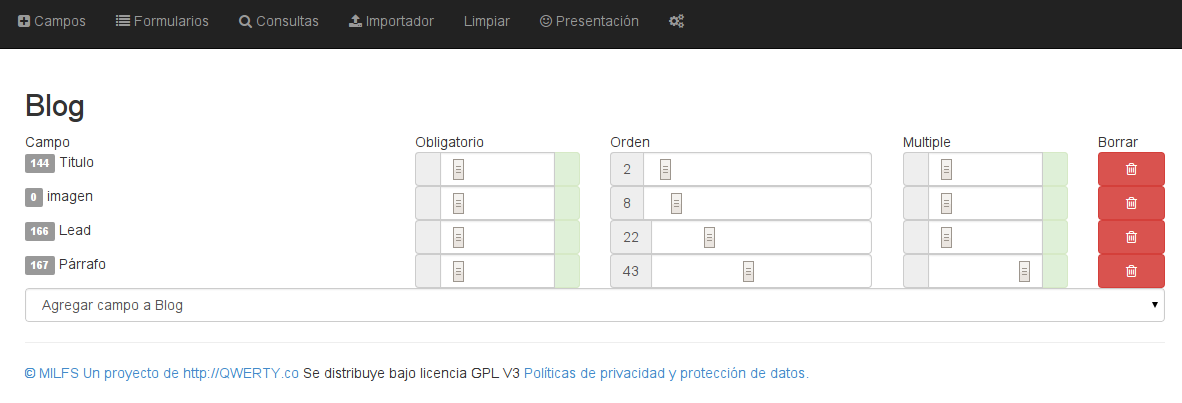 Campos Formularios Consultas Importador Limpiar Presentación
Blog
Campo Obligatorio Orden Multiple Borrar
144 Titulo 2
0 imagen 8
166 Lead 22
167 Párrafo 43
Agregar campo a Blog
© MILFS Un proyecto de http://QWERTY.co Se distribuye bajo licencia GPL V3 Políticas de privacidad y protección de datos.